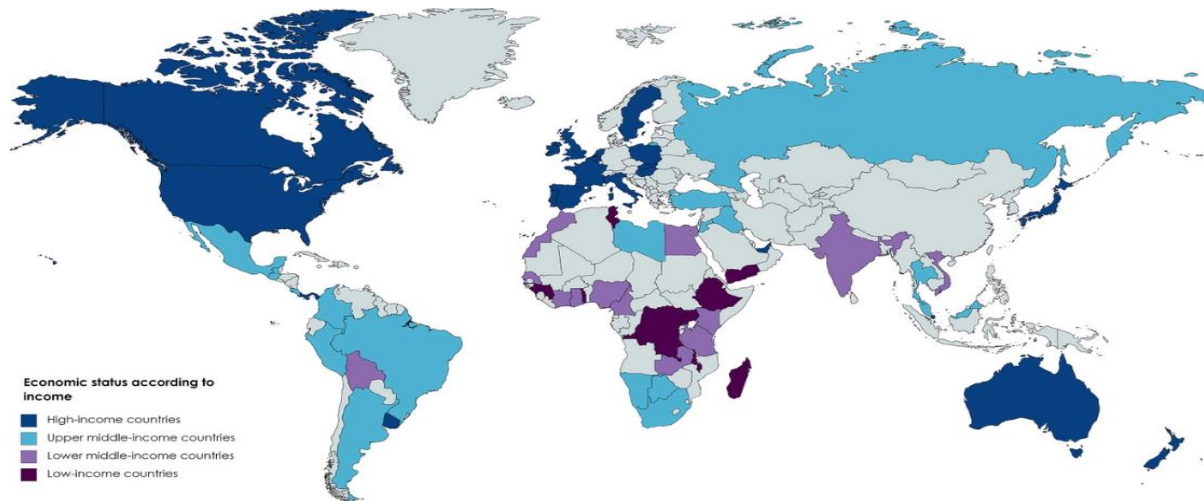 Economic status according to
income
High-income countries
Upper middle-income countries
Lower middle-income countries
Low-income countries